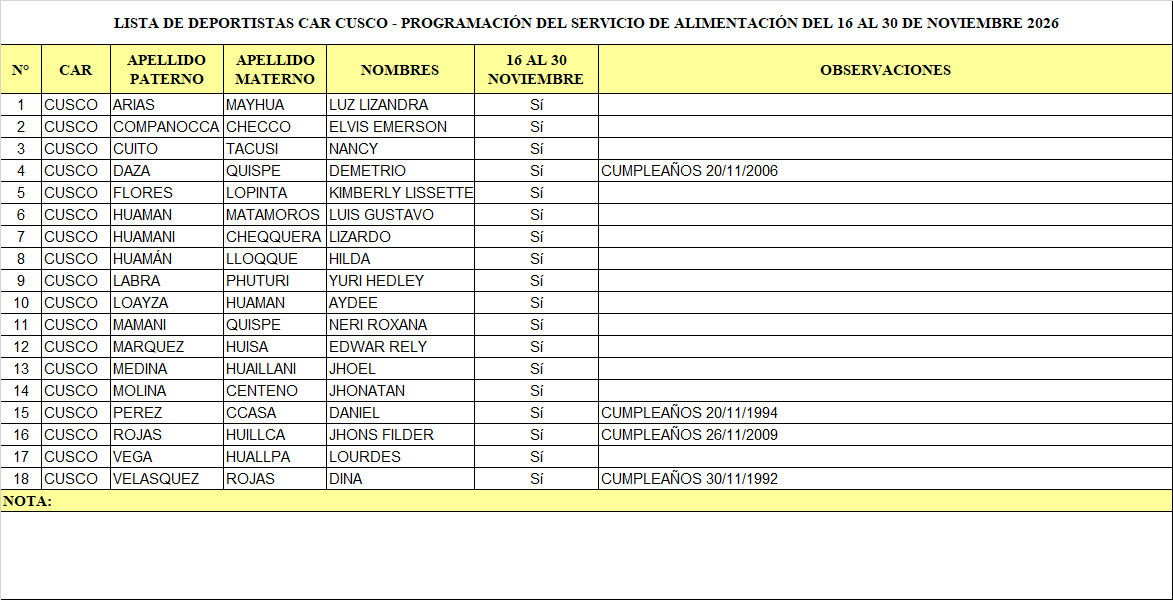 LISTA DE DEPORTISTAS CAR CUSCO - PROGRAMACIÓN DEL SERVICIO DE ALIMENTACIÓN DEL 16 AL 30 DE NOVIEMBRE 2026
N° CAR APELLIDO PATERNO APELLIDO MATERNO NOMBRES 16 AL 30 NOVIEMBRE OBSERVACIONES
1 CUSCO ARIAS MAYHUA LUZ LIZANDRA Sí
2 CUSCO COMPANOCCA CHECCO ELVIS EMERSON Sí
3 CUSCO CUITO TACUSI NANCY Sí
4 CUSCO DAZA QUISPE DEMETRIO Sí CUMPLEAÑOS 20/11/2006
5 CUSCO FLORES LOPINTA KIMBERLY LISSETTE Sí
6 CUSCO HUAMAN MATAMOROS LUIS GUSTAVO Sí
7 CUSCO HUAMANI CHEQQUERA LIZARDO Sí
8 CUSCO HUAMÁN LLOQQUE HILDA Sí
9 CUSCO LABRA PHUTURI YURI HEDLEY Sí
10 CUSCO LOAYZA HUAMAN AYDEE Sí
11 CUSCO MAMANI QUISPE NERI ROXANA Sí
12 CUSCO MARQUEZ HUISA EDWAR RELY Sí
13 CUSCO MEDINA HUAILLANI JHOEL Sí
14 CUSCO MOLINA CENTENO JHONATAN Sí
15 CUSCO PEREZ CCASA DANIEL Sí CUMPLEAÑOS 20/11/1994
16 CUSCO ROJAS HUILLCA JHONS FILDER Sí CUMPLEAÑOS 26/11/2009
17 CUSCO VEGA HUALLPA LOURDES Sí
18 CUSCO VELASQUEZ ROJAS DINA Sí CUMPLEAÑOS 30/11/1992
NOTA: